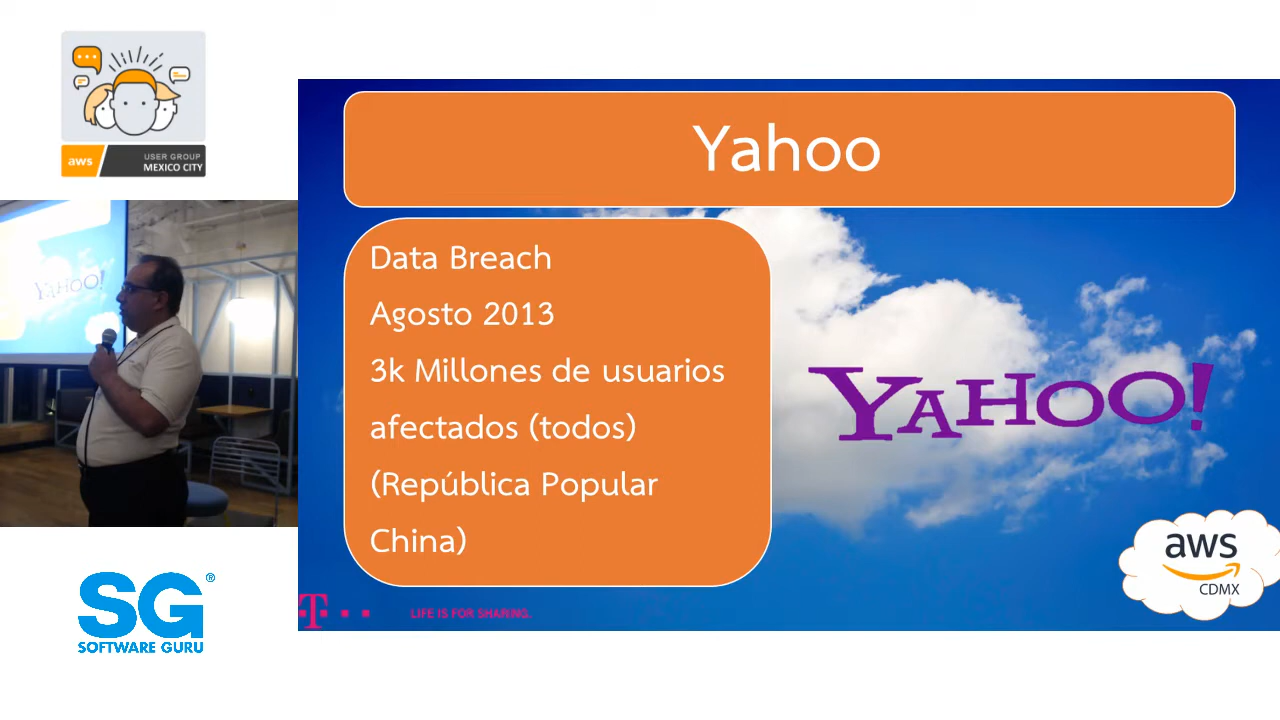 aws
USER GROUP
MEXICO CITY
Yahoo
Data Breach
Agosto 2013
3k Millones de usuarios
afectados (todos)
(República Popular
China)
YAHOO!
YAHOO!
aws
CDMX
T
LIFE IS FOR SHARING.
SG®
SOFTWARE GURU